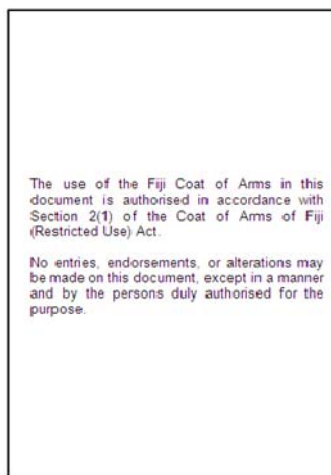 The use of the Fiji Coat of Arms in this
document is authorised in accordance with
Section 2(1) of the Coat of Arms of Fiji
(Restricted Use) Act.
No entries, endorsements, or alterations may
be made on this document, except in a manner
and by the persons duly authorised for the
purpose.